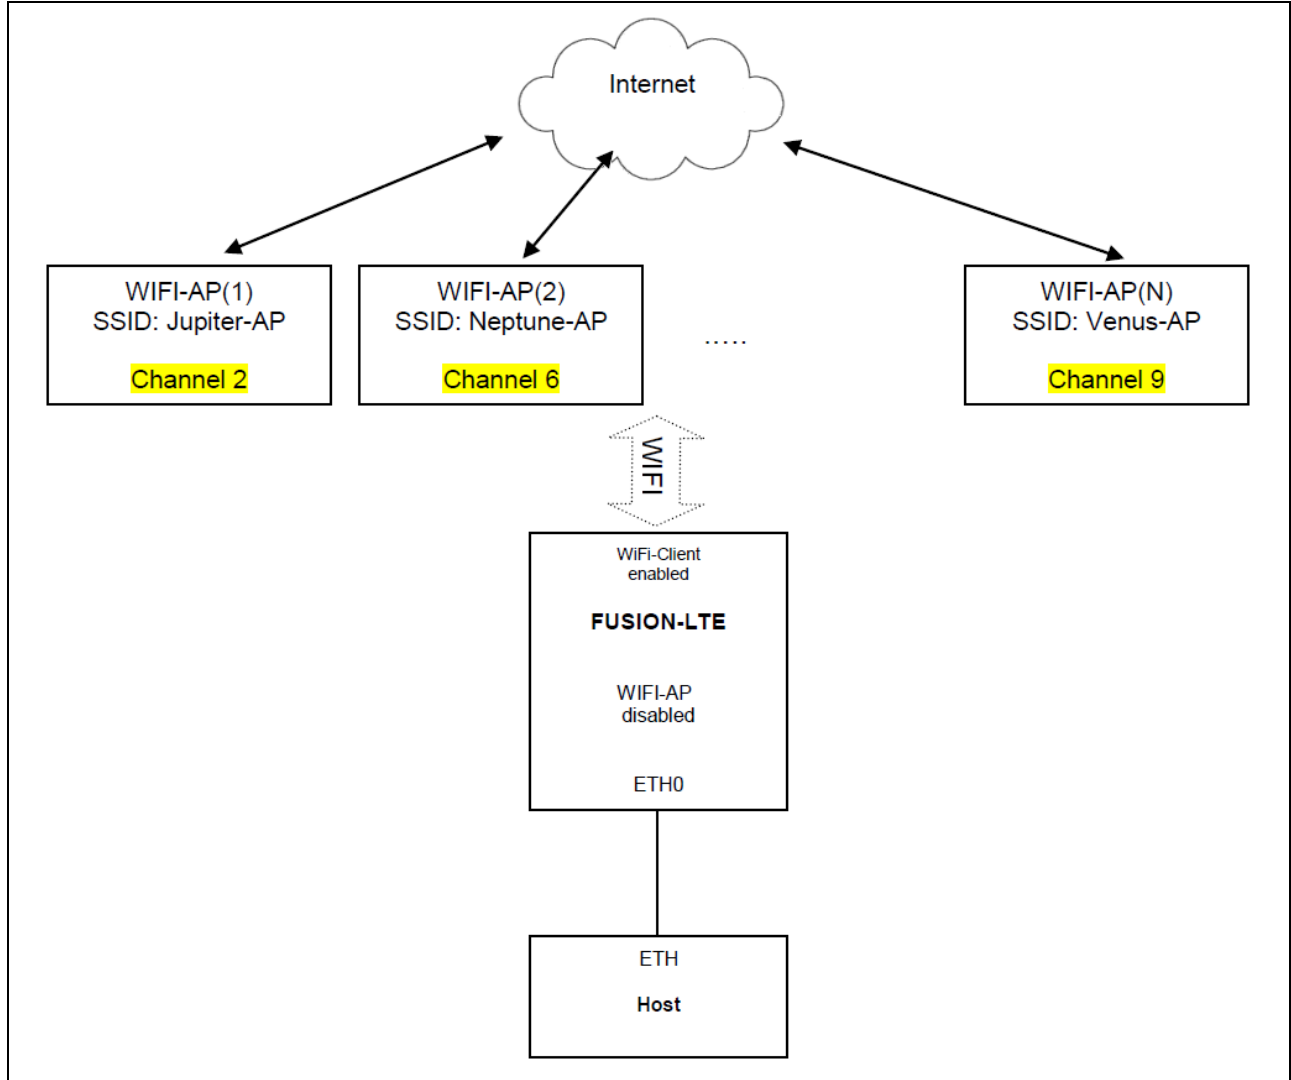 Internet
WIFI-AP(1)
SSID: Jupiter-AP
Channel 2
WIFI-AP(2)
SSID: Neptune-AP
Channel 6
.....
WIFI-AP(N)
SSID: Venus-AP
Channel 9
WIFI
WiFi-Client
enabled
FUSION-LTE
WIFI-AP
disabled
ETH0
ETH
Host